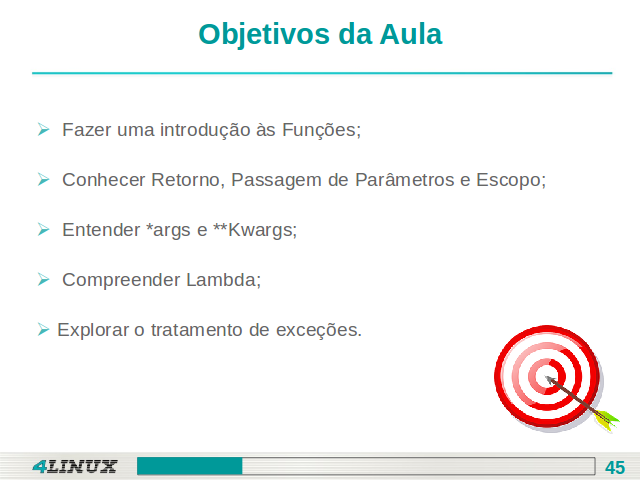 Objetivos da Aula
Fazer uma introdução às Funções;
Conhecer Retorno, Passagem de Parâmetros e Escopo;
Entender *args e **Kwargs;
Compreender Lambda;
Explorar o tratamento de exceções.
4LINUX
45